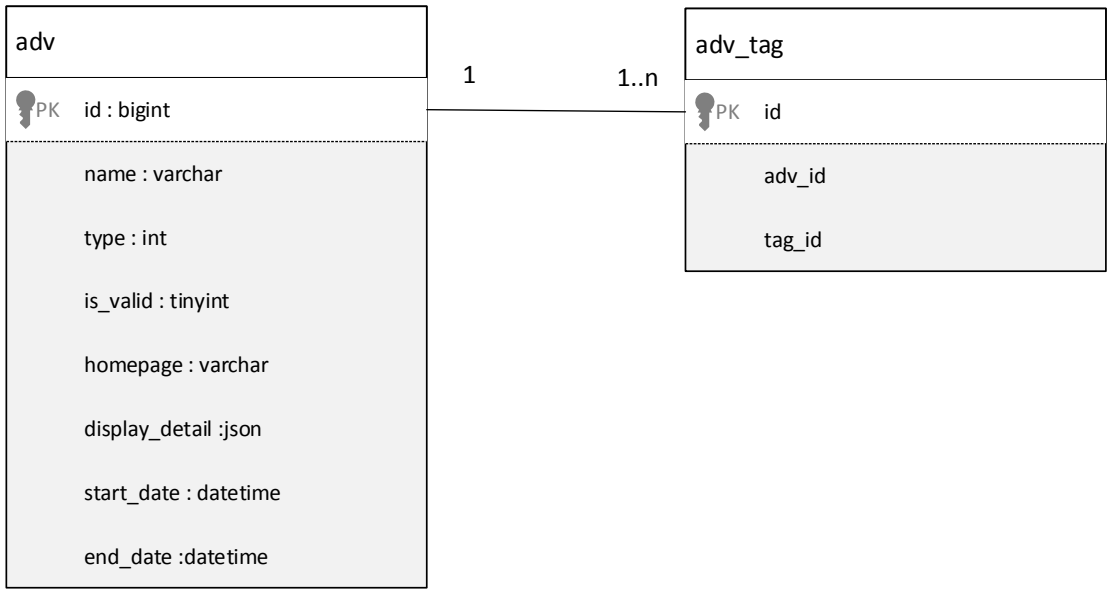 adv
PK id : bigint
name : varchar
type : int
is_valid : tinyint
homepage : varchar
display_detail :json
start_date : datetime
end_date :datetime
1 1..n
adv_tag
PK id
adv_id
tag_id